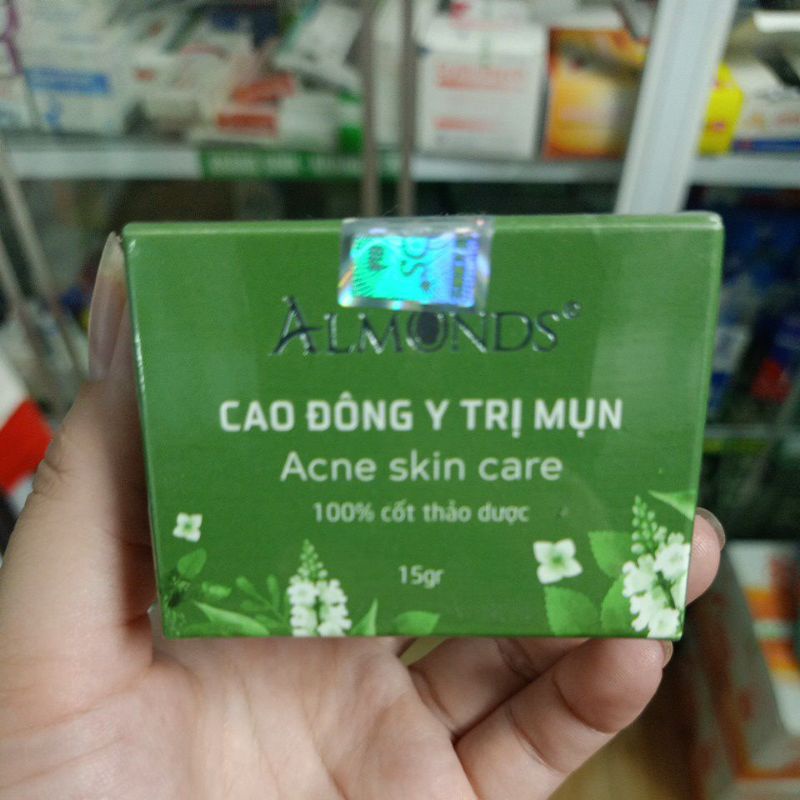 ALMONDS®
CAO ĐÔNG Y TRỊ MỤN
Acne skin care
100% cốt thảo dược
15gr